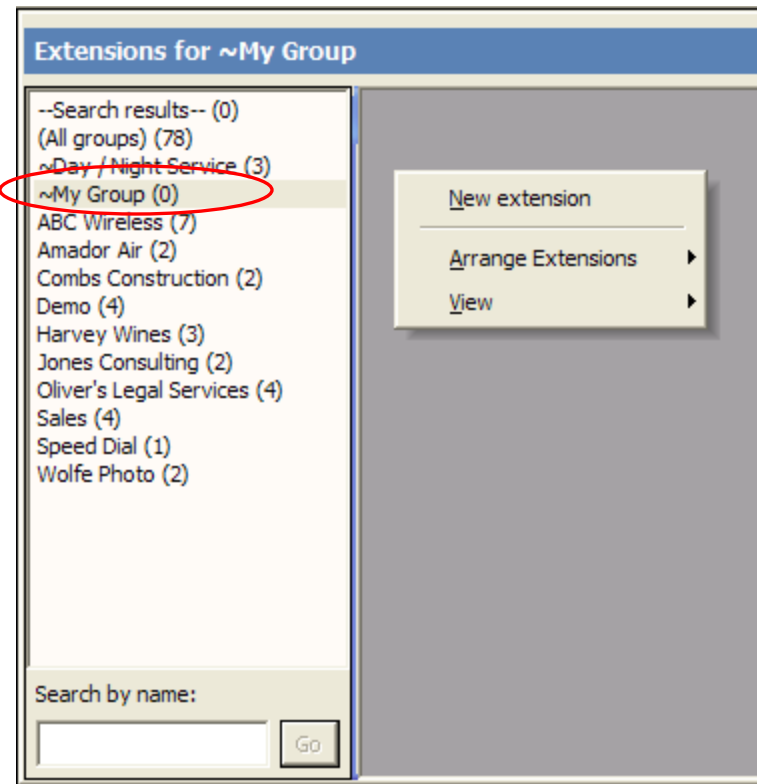 Extensions for ~My Group
--Search results-- (0)
(All groups) (78)
~Day / Night Service (3)
~My Group (0)
ABC Wireless (7)
Amador Air (2)
Combs Construction (2)
Demo (4)
Harvey Wines (3)
Jones Consulting (2)
Oliver's Legal Services (4)
Sales (4)
Speed Dial (1)
Wolfe Photo (2)
New extension
Arrange Extensions
View
Search by name:
Go